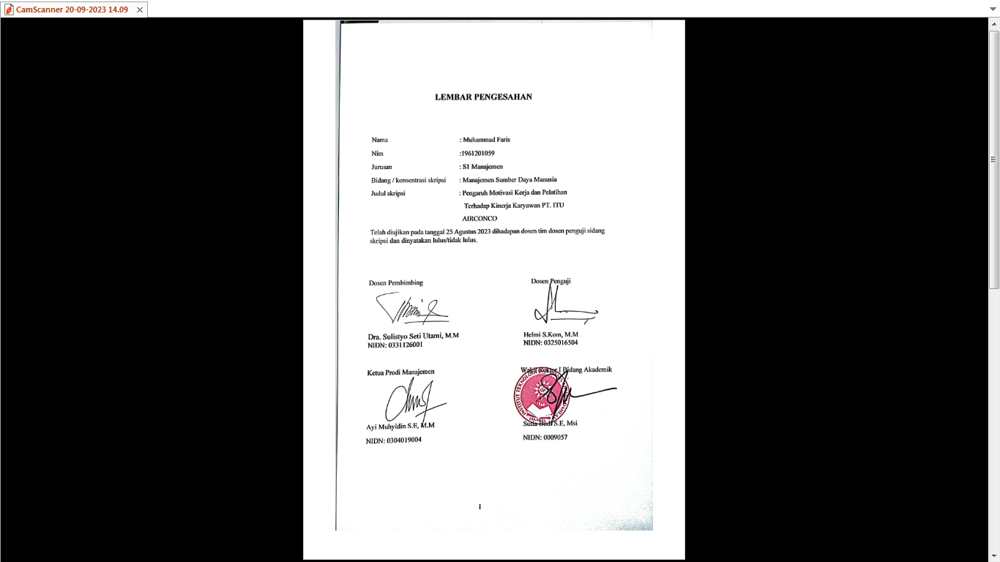 CamScanner 20-09-2023 14.09
LEMBAR PENGESAHAN
Nama : Muhammad Faris
Nim :1961201059
Jurusan : S1 Manajemen
Bidang / konsentrasi skripsi : Manajemen Sumber Daya Manusia
Judul skripsi : Pengaruh Motivasi Kerja dan Pelatihan
Terhadap Kinerja Karyawan PT. ITU
AIRCONCO
Telah diujikan pada tanggal 25 Agustus 2023 dihadapan dosen tim dosen penguji sidang
skripsi dan dinyatakan lulus/tidak lulus.
Dosen Pembimbing
Dosen Penguji
Dra. Sulistyo Seti Utami, M.M
NIDN: 0331126001
Helmi S.Kom, M.M
NIDN: 0325016504
Ketua Prodi Manajemen
Wakil Rektor I Bidang Akademik
INSTITUT TEKNOLOGI
JAKARTA
Ayi Muhyidin S.E, M.M
NIDN: 0304019004
Sutia Budi S.E, Msi
NIDN: 0009057
I